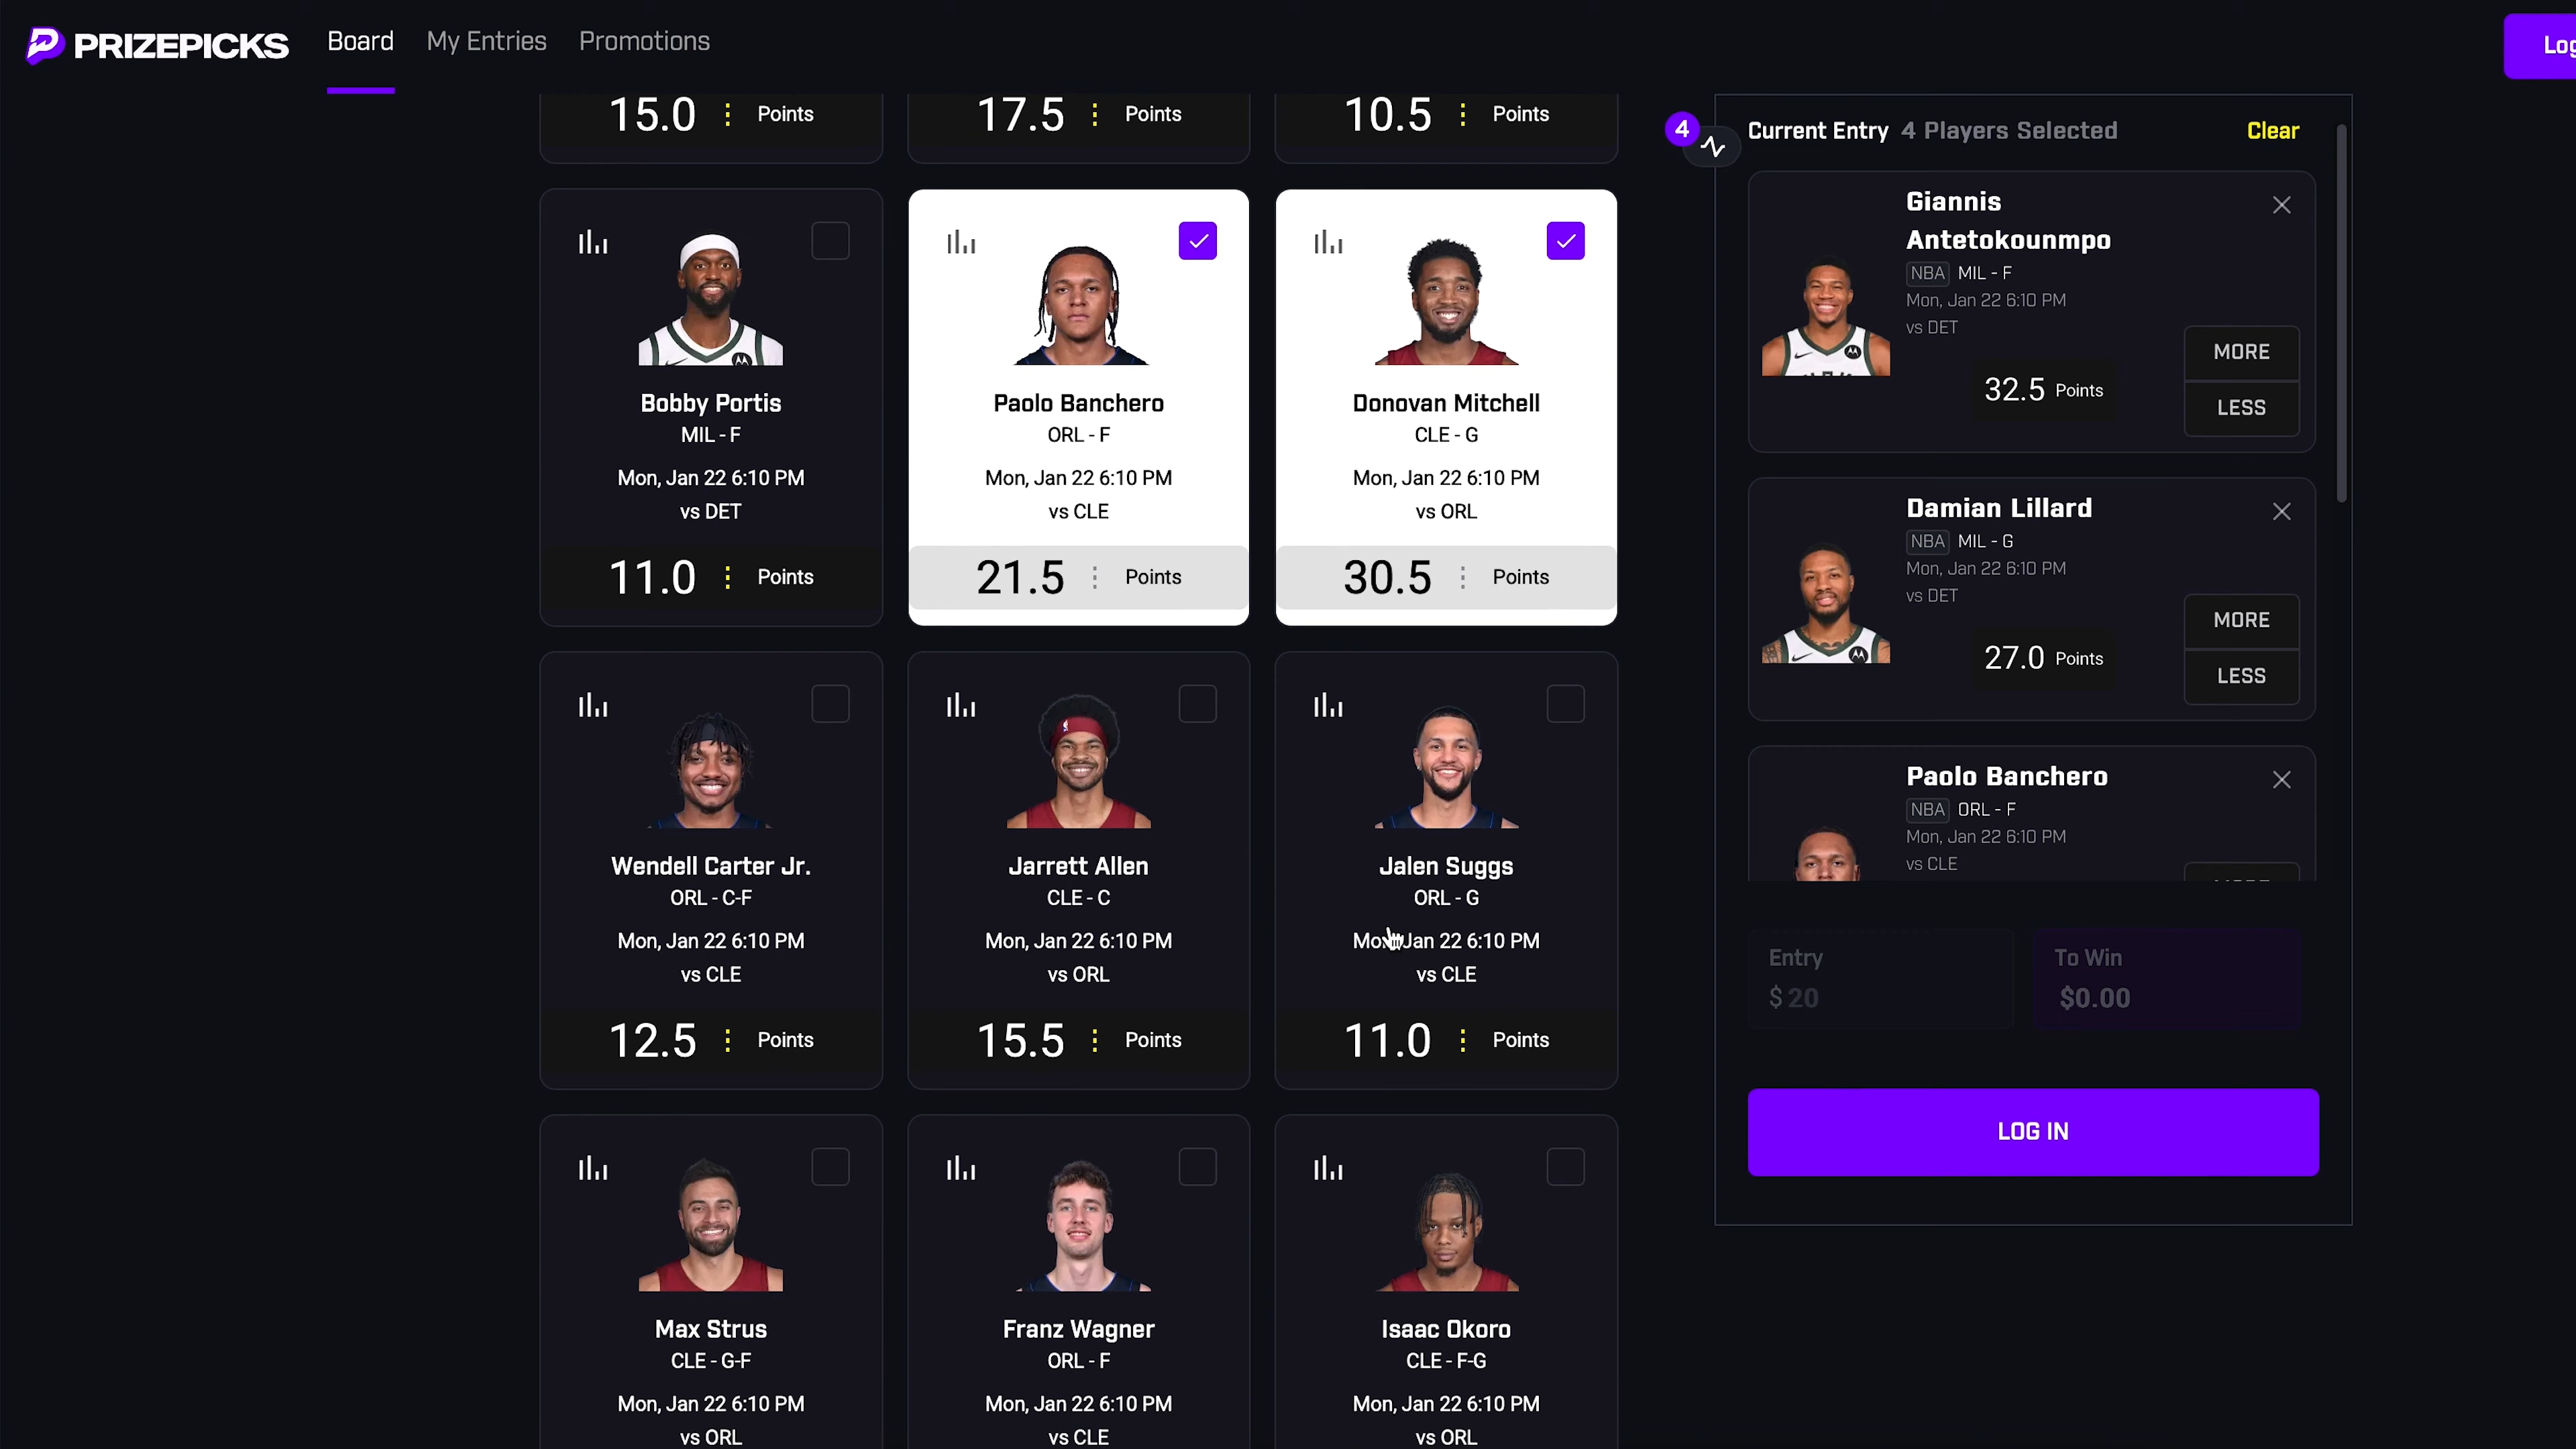 PRIZEPICKS
Board
My Entries
Promotions
Log
15.0 Points
17.5 Points
10.5 Points
Bobby Portis
MIL - F
Mon, Jan 22 6:10 PM
vs DET
11.0 Points
Paolo Banchero
ORL - F
Mon, Jan 22 6:10 PM
vs CLE
21.5 Points
Donovan Mitchell
CLE - G
Mon, Jan 22 6:10 PM
vs ORL
30.5 Points
Wendell Carter Jr.
ORL - C-F
Mon, Jan 22 6:10 PM
vs CLE
12.5 Points
Jarrett Allen
CLE - C
Mon, Jan 22 6:10 PM
vs ORL
15.5 Points
Jalen Suggs
ORL - G
Mon, Jan 22 6:10 PM
vs CLE
11.0 Points
Max Strus
CLE - G-F
Mon, Jan 22 6:10 PM
vs ORL
Franz Wagner
ORL - F
Mon, Jan 22 6:10 PM
vs CLE
Isaac Okoro
CLE - F-G
Mon, Jan 22 6:10 PM
vs ORL
4
Current Entry 4 Players Selected
Clear
Giannis
Antetokounmpo
NBA MIL - F
Mon, Jan 22 6:10 PM
vs DET
32.5 Points
MORE
LESS
Damian Lillard
NBA MIL - G
Mon, Jan 22 6:10 PM
vs DET
27.0 Points
MORE
LESS
Paolo Banchero
NBA ORL - F
Mon, Jan 22 6:10 PM
vs CLE
Entry
$ 20
To Win
$0.00
LOG IN